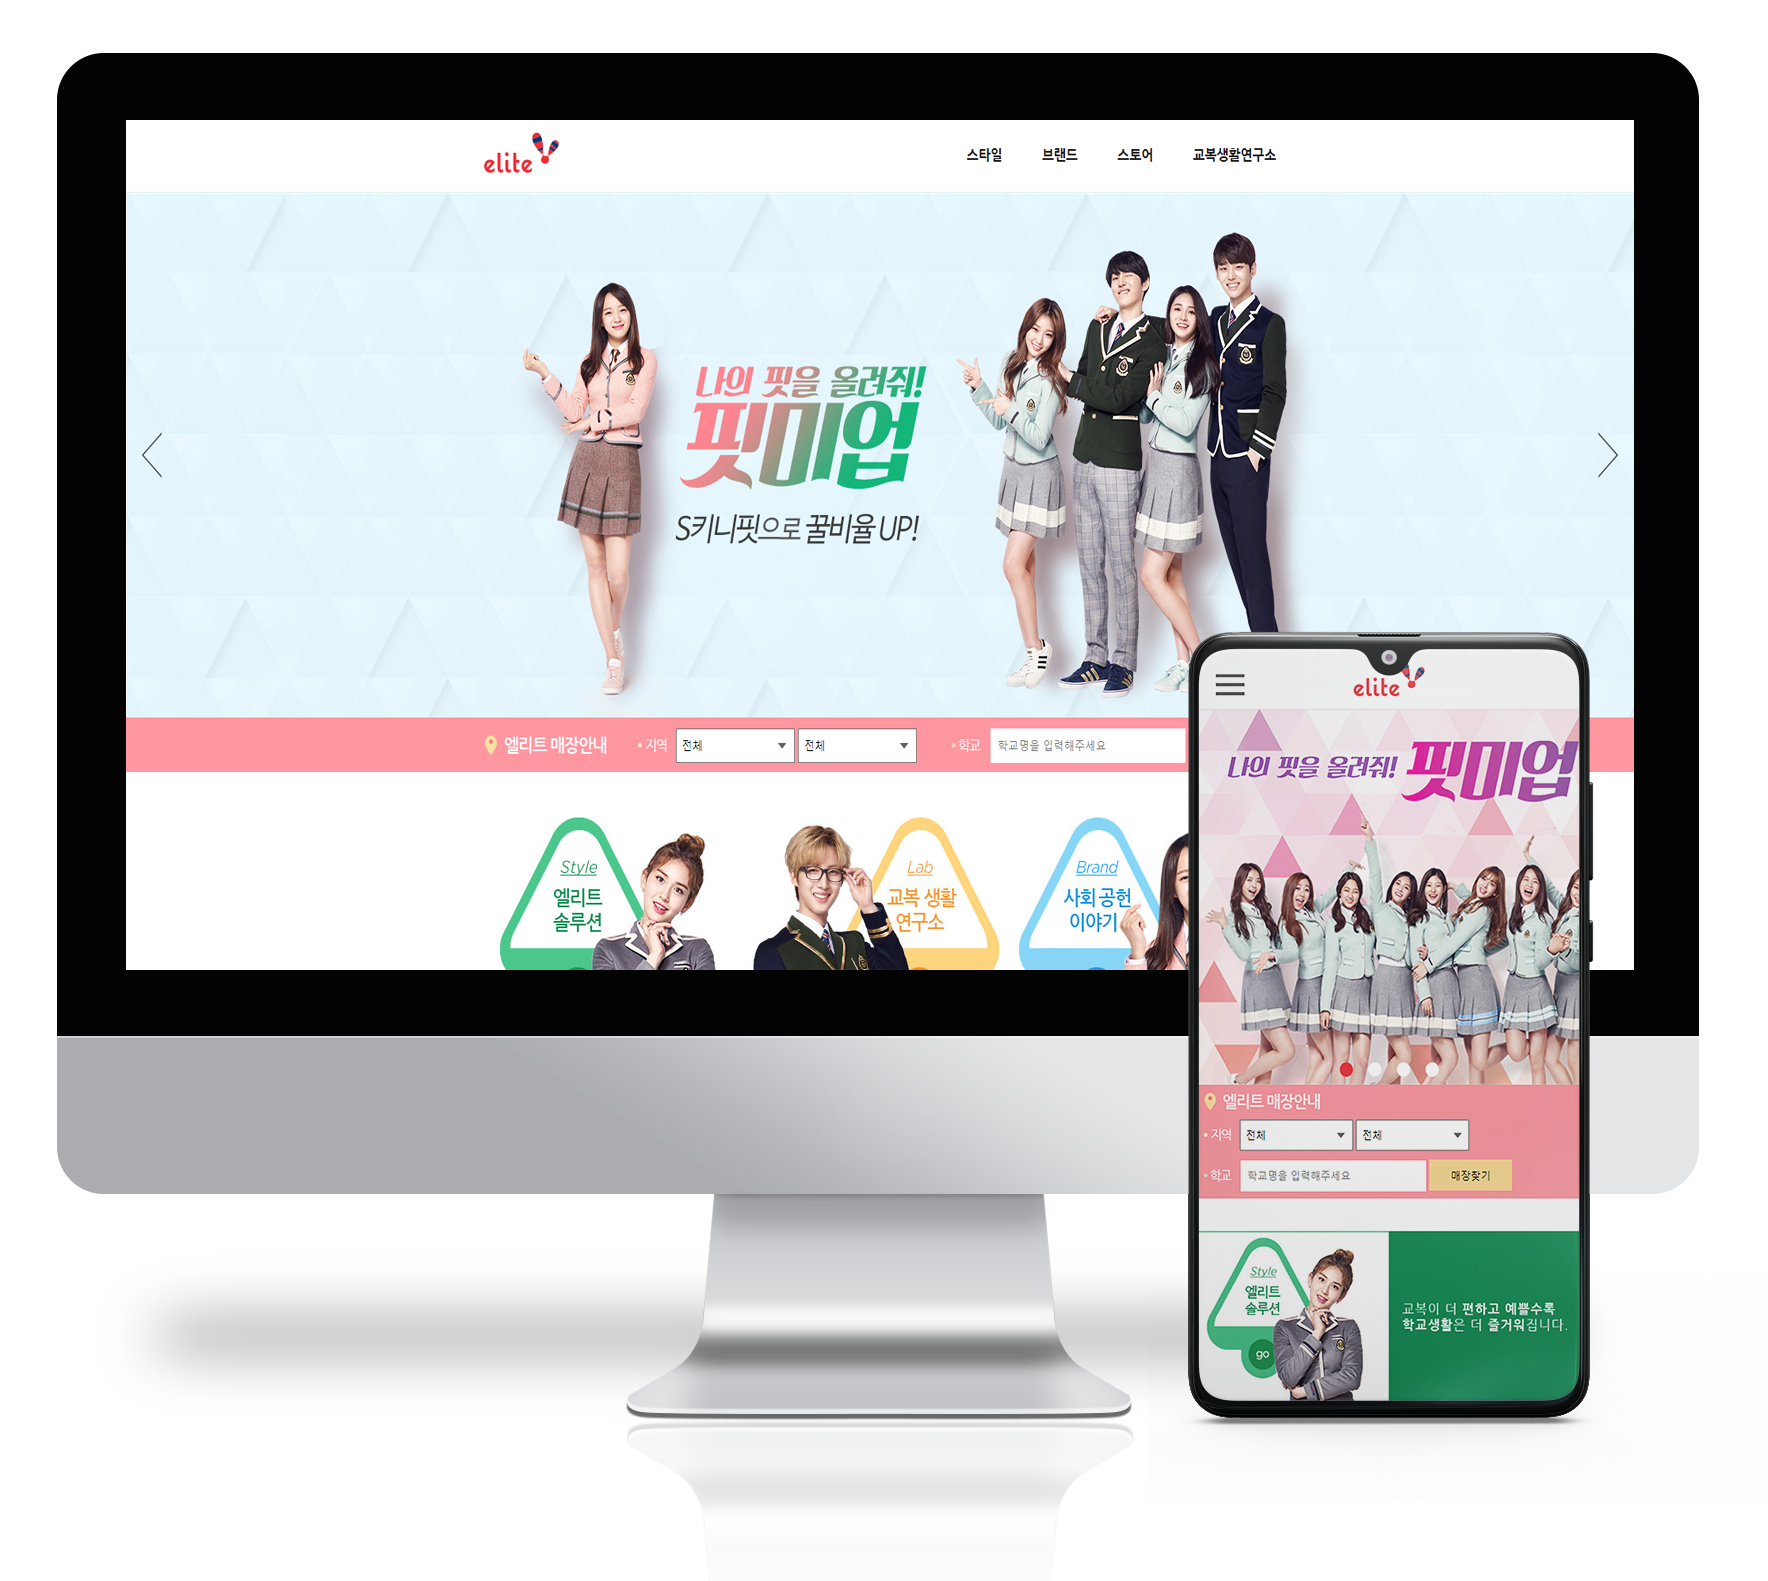 elite
스타일 브랜드 스토어 교복생활연구소
나의 핏을 올려줘!
핏미업
S키니핏으로 꿀비율 UP!
엘리트 매장안내 • 지역 전체 전체 • 학교 학교명을 입력해주세요
Style
엘리트
솔루션
Lab
교복 생활
연구소
Brand
사회 공헌
이야기
elite
나의 핏을 올려줘! 핏미업
엘리트 매장안내
• 지역 전체 전체
• 학교 학교명을 입력해주세요 매장찾기
Style
엘리트
솔루션
go
교복이 더 편하고 예쁠수록
학교생활은 더 즐거워집니다.